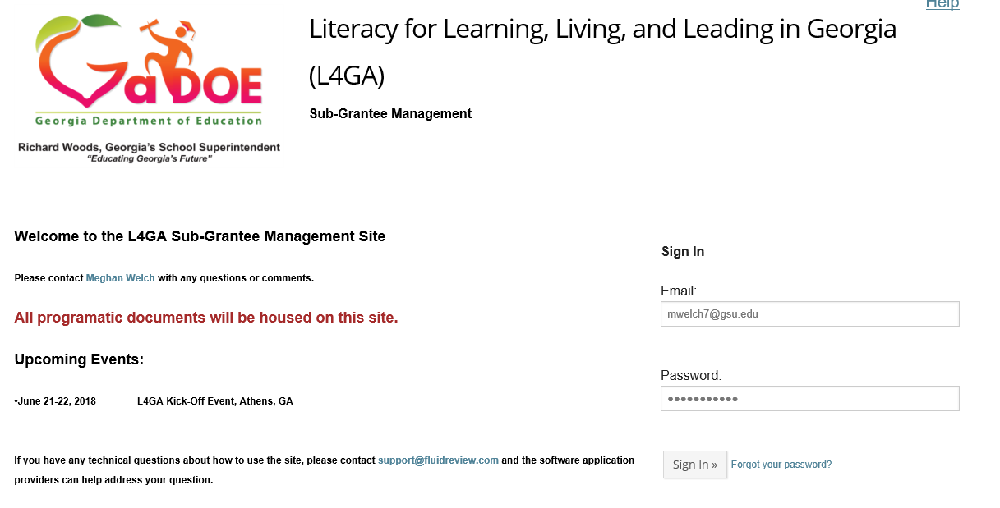 Help
GaDOE
Georgia Department of Education
Richard Woods, Georgia's School Superintendent
"Educating Georgia's Future"
Literacy for Learning, Living, and Leading in Georgia
(L4GA)
Sub-Grantee Management
Welcome to the L4GA Sub-Grantee Management Site
Please contact Meghan Welch with any questions or comments.
All programatic documents will be housed on this site.
Upcoming Events:
•June 21-22, 2018 L4GA Kick-Off Event, Athens, GA
If you have any technical questions about how to use the site, please contact support@fluidreview.com and the software application
providers can help address your question.
Sign In
Email:
mwelch7@gsu.edu
Password:
•••••••••••
Sign In » Forgot your password?